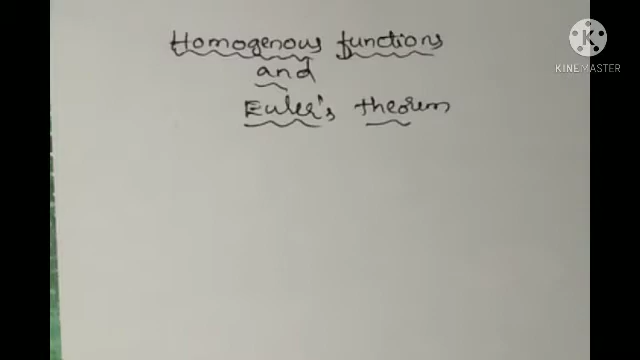 Homogenous functions
and
Euler's theorem
K
KINEMASTER